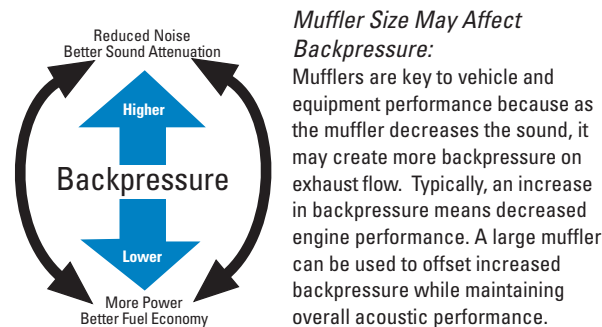 Reduced Noise
Better Sound Attenuation
Higher
Backpressure
Lower
More Power
Better Fuel Economy
Muffler Size May Affect
Backpressure:
Mufflers are key to vehicle and
equipment performance because as
the muffler decreases the sound, it
may create more backpressure on
exhaust flow.  Typically, an increase
in backpressure means decreased
engine performance. A large muffler
can be used to offset increased
backpressure while maintaining
overall acoustic performance.